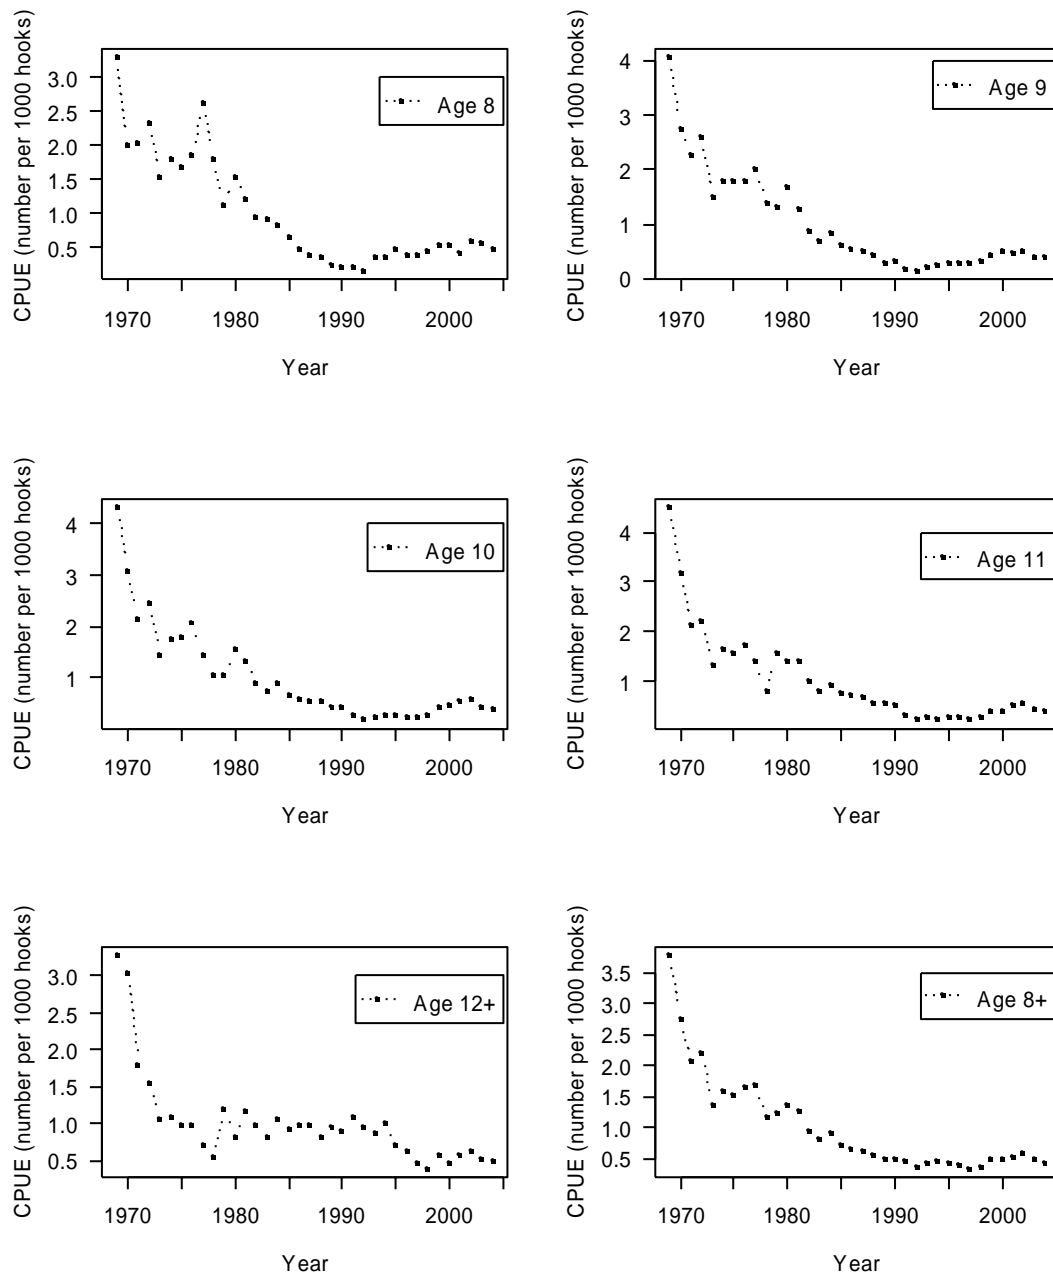 CPUE (number per 1000 hooks)
3.0
2.5
2.0
1.5
1.0
0.5
Age 8
1970 1980 1990 2000
Year
CPUE (number per 1000 hooks)
4
3
2
1
0
Age 9
1970 1980 1990 2000
Year
CPUE (number per 1000 hooks)
4
3
2
1
Age 10
1970 1980 1990 2000
Year
CPUE (number per 1000 hooks)
4
3
2
1
Age 11
1970 1980 1990 2000
Year
CPUE (number per 1000 hooks)
3.0
2.5
2.0
1.5
1.0
0.5
Age 12+
1970 1980 1990 2000
Year
CPUE (number per 1000 hooks)
3.5
3.0
2.5
2.0
1.5
1.0
0.5
Age 8+
1970 1980 1990 2000
Year